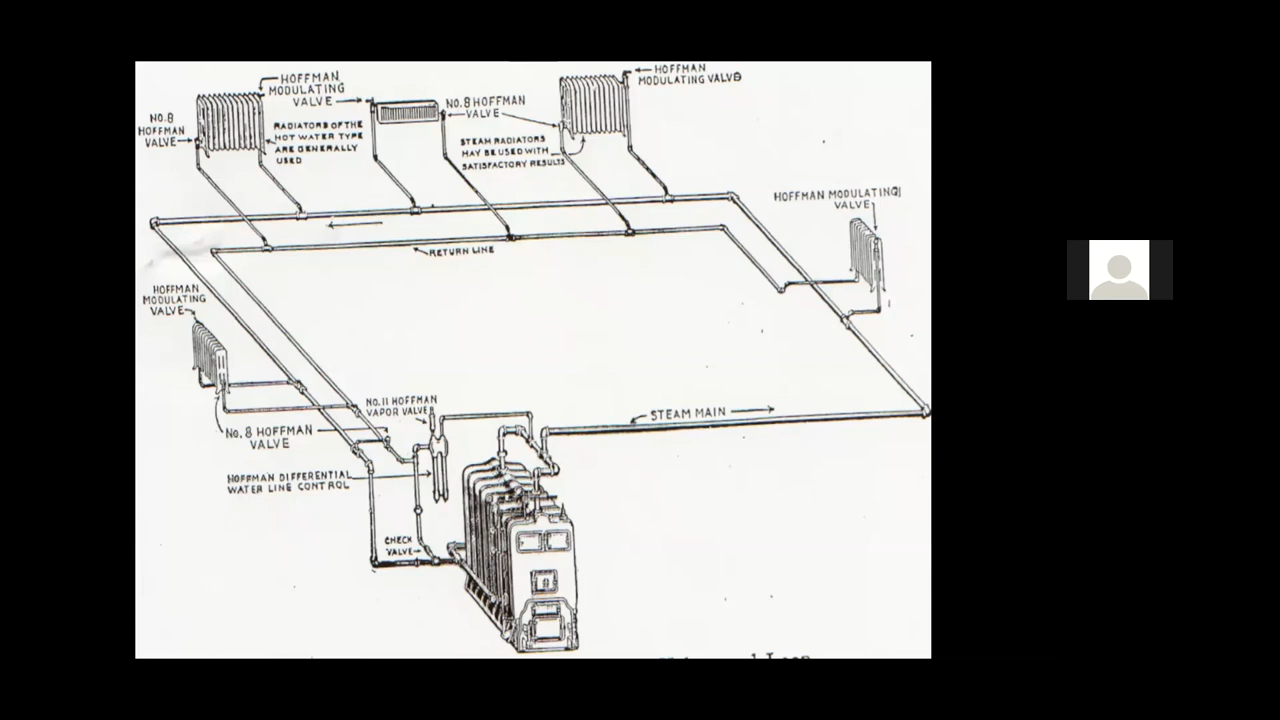 HOFFMAN
MODULATING
VALVE
HOFFMAN
MODULATING VALVE
NO. 8
HOFFMAN
VALVE
RADIATORS OF THE
HOT WATER TYPE
ARE GENERALLY
USED
NO. 8 HOFFMAN
VALVE
STEAM RADIATORS
MAY BE USED WITH
SATISFACTORY RESULTS
HOFFMAN MODULATING
VALVE
RETURN LINE
HOFFMAN
MODULATING
VALVE
NO. 11 HOFFMAN
VAPOR VALVE
STEAM MAIN
NO. 8 HOFFMAN
VALVE
HOFFMAN DIFFERENTIAL
WATER LINE CONTROL
CHECK
VALVE